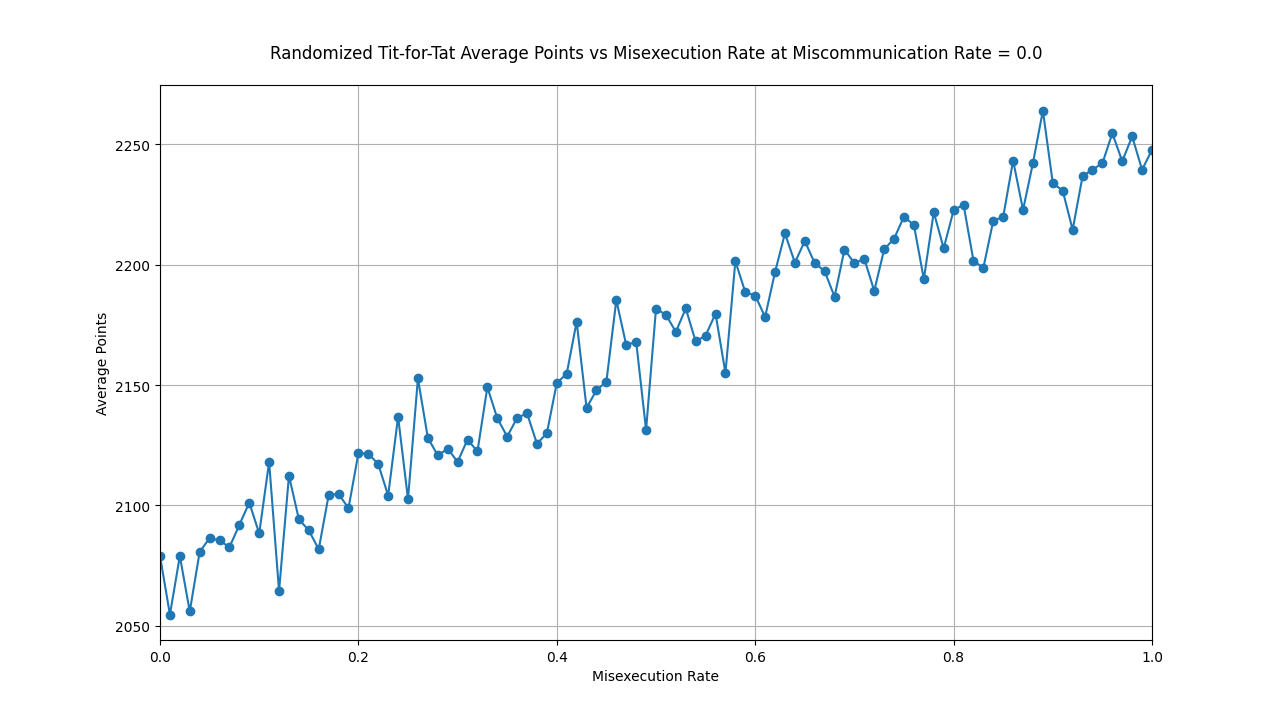 Randomized Tit-for-Tat Average Points vs Misexecution Rate at Miscommunication Rate = 0.0
2250
2200
2150
2100
2050
Average Points
0.0 0.2 0.4 0.6 0.8 1.0
Misexecution Rate